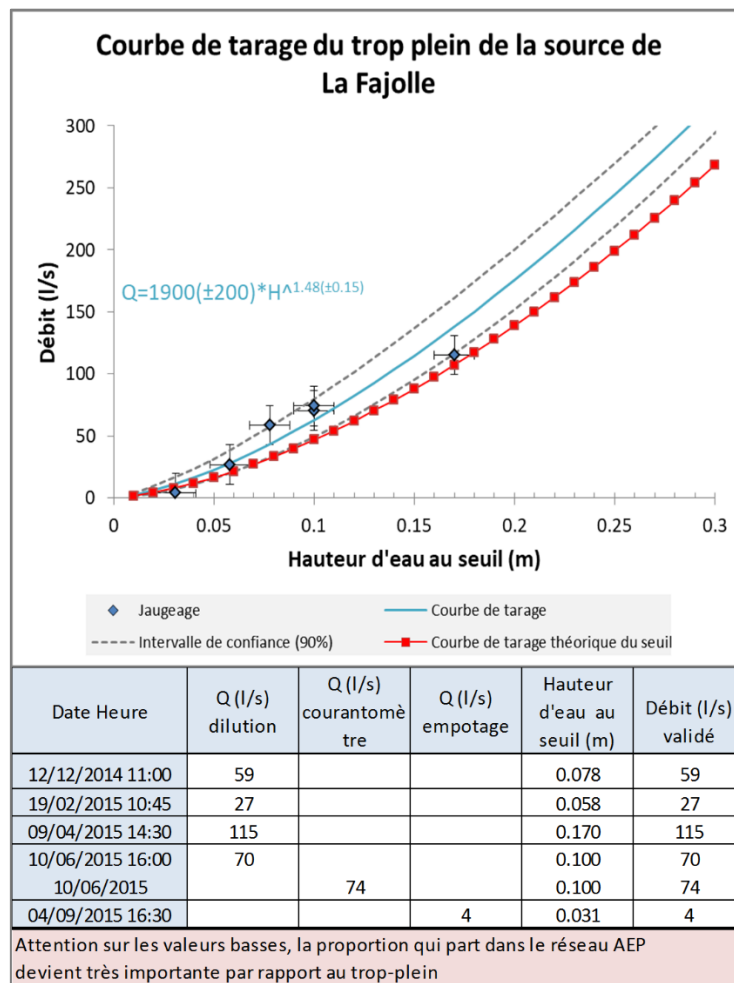 Courbe de tarage du trop plein de la source de
La Fajolle
300
250
200
150
100
50
0
Débit (l/s)
Q=1900(±200)*H^1.48(±0.15)
0 0.05 0.1 0.15 0.2 0.25 0.3
Hauteur d'eau au seuil (m)
Jaugeage Courbe de tarage
Intervalle de confiance (90%) Courbe de tarage théorique du seuil
Date Heure Q (l/s) dilution Q (l/s) courantomè tre Q (l/s) empotage Hauteur d'eau au seuil (m) Débit (l/s) validé
12/12/2014 11:00 59 0.078 59
19/02/2015 10:45 27 0.058 27
09/04/2015 14:30 115 0.170 115
10/06/2015 16:00 70 0.100 70
10/06/2015 74 0.100 74
04/09/2015 16:30 4 0.031 4
Attention sur les valeurs basses, la proportion qui part dans le réseau AEP
devient très importante par rapport au trop-plein